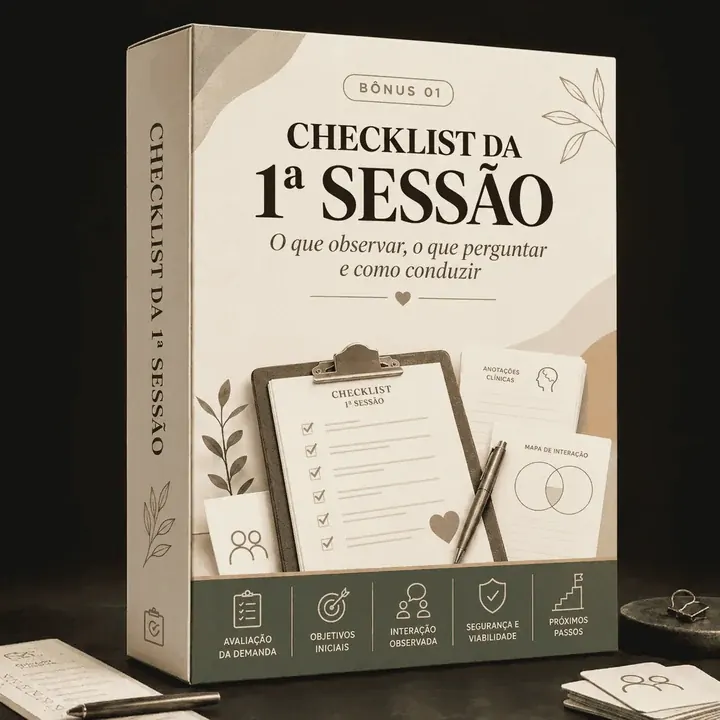 BÔNUS 01
CHECKLIST DA
1ª SESSÃO
O que observar, o que perguntar
e como conduzir
CHECKLIST DA 1ª SESSÃO
CHECKLIST
1ª SESSÃO
ANOTAÇÕES
CLÍNICAS
MAPA DE INTERAÇÃO
AVALIAÇÃO
DA DEMANDA
OBJETIVOS
INICIAIS
INTERAÇÃO
OBSERVADA
SEGURANÇA E
VIABILIDADE
PRÓXIMOS
PASSOS